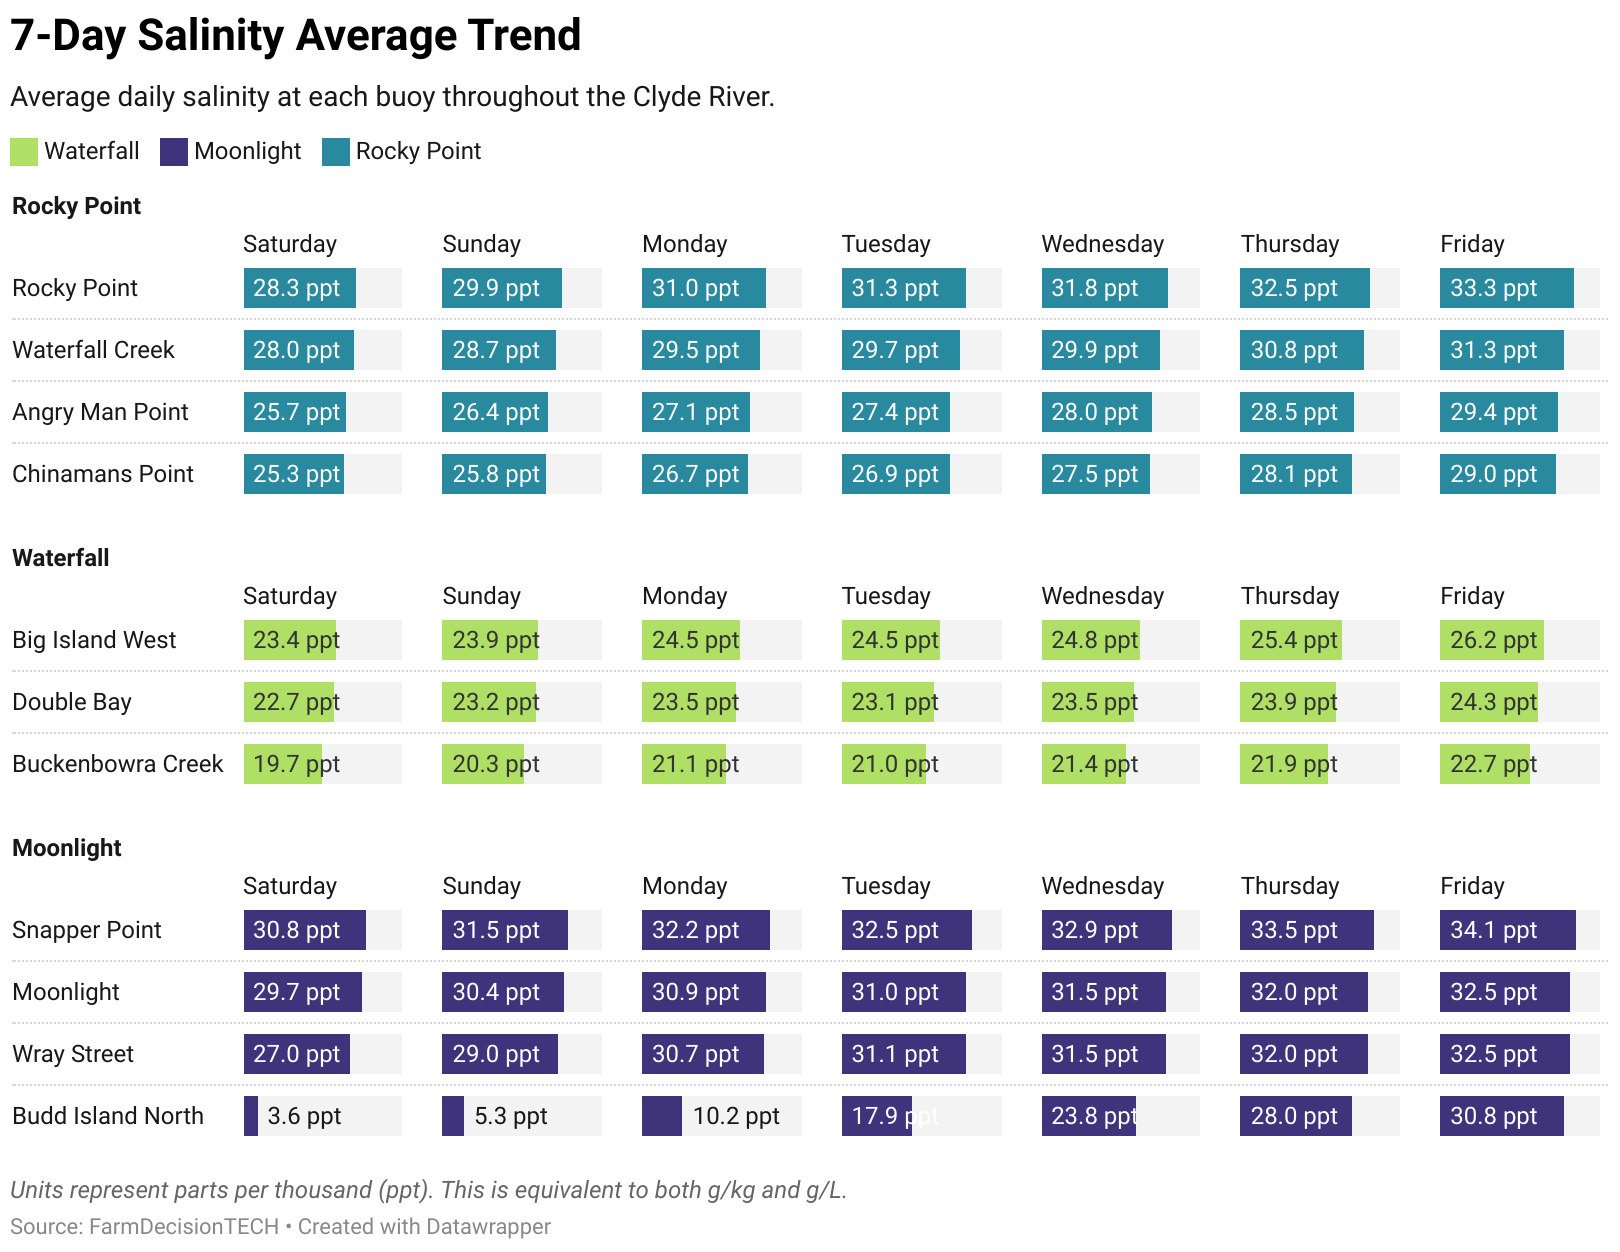 7-Day Salinity Average Trend
Average daily salinity at each buoy throughout the Clyde River.
Waterfall Moonlight Rocky Point
Rocky Point
Saturday Sunday Monday Tuesday Wednesday Thursday Friday
Rocky Point 28.3 ppt 29.9 ppt 31.0 ppt 31.3 ppt 31.8 ppt 32.5 ppt 33.3 ppt
Waterfall Creek 28.0 ppt 28.7 ppt 29.5 ppt 29.7 ppt 29.9 ppt 30.8 ppt 31.3 ppt
Angry Man Point 25.7 ppt 26.4 ppt 27.1 ppt 27.4 ppt 28.0 ppt 28.5 ppt 29.4 ppt
Chinamans Point 25.3 ppt 25.8 ppt 26.7 ppt 26.9 ppt 27.5 ppt 28.1 ppt 29.0 ppt
Waterfall
Saturday Sunday Monday Tuesday Wednesday Thursday Friday
Big Island West 23.4 ppt 23.9 ppt 24.5 ppt 24.5 ppt 24.8 ppt 25.4 ppt 26.2 ppt
Double Bay 22.7 ppt 23.2 ppt 23.5 ppt 23.1 ppt 23.5 ppt 23.9 ppt 24.3 ppt
Buckenbowra Creek 19.7 ppt 20.3 ppt 21.1 ppt 21.0 ppt 21.4 ppt 21.9 ppt 22.7 ppt
Moonlight
Saturday Sunday Monday Tuesday Wednesday Thursday Friday
Snapper Point 30.8 ppt 31.5 ppt 32.2 ppt 32.5 ppt 32.9 ppt 33.5 ppt 34.1 ppt
Moonlight 29.7 ppt 30.4 ppt 30.9 ppt 31.0 ppt 31.5 ppt 32.0 ppt 32.5 ppt
Wray Street 27.0 ppt 29.0 ppt 30.7 ppt 31.1 ppt 31.5 ppt 32.0 ppt 32.5 ppt
Budd Island North 3.6 ppt 5.3 ppt 10.2 ppt 17.9 ppt 23.8 ppt 28.0 ppt 30.8 ppt
Units represent parts per thousand (ppt). This is equivalent to both g/kg and g/L.
Source: FarmDecisionTECH • Created with Datawrapper